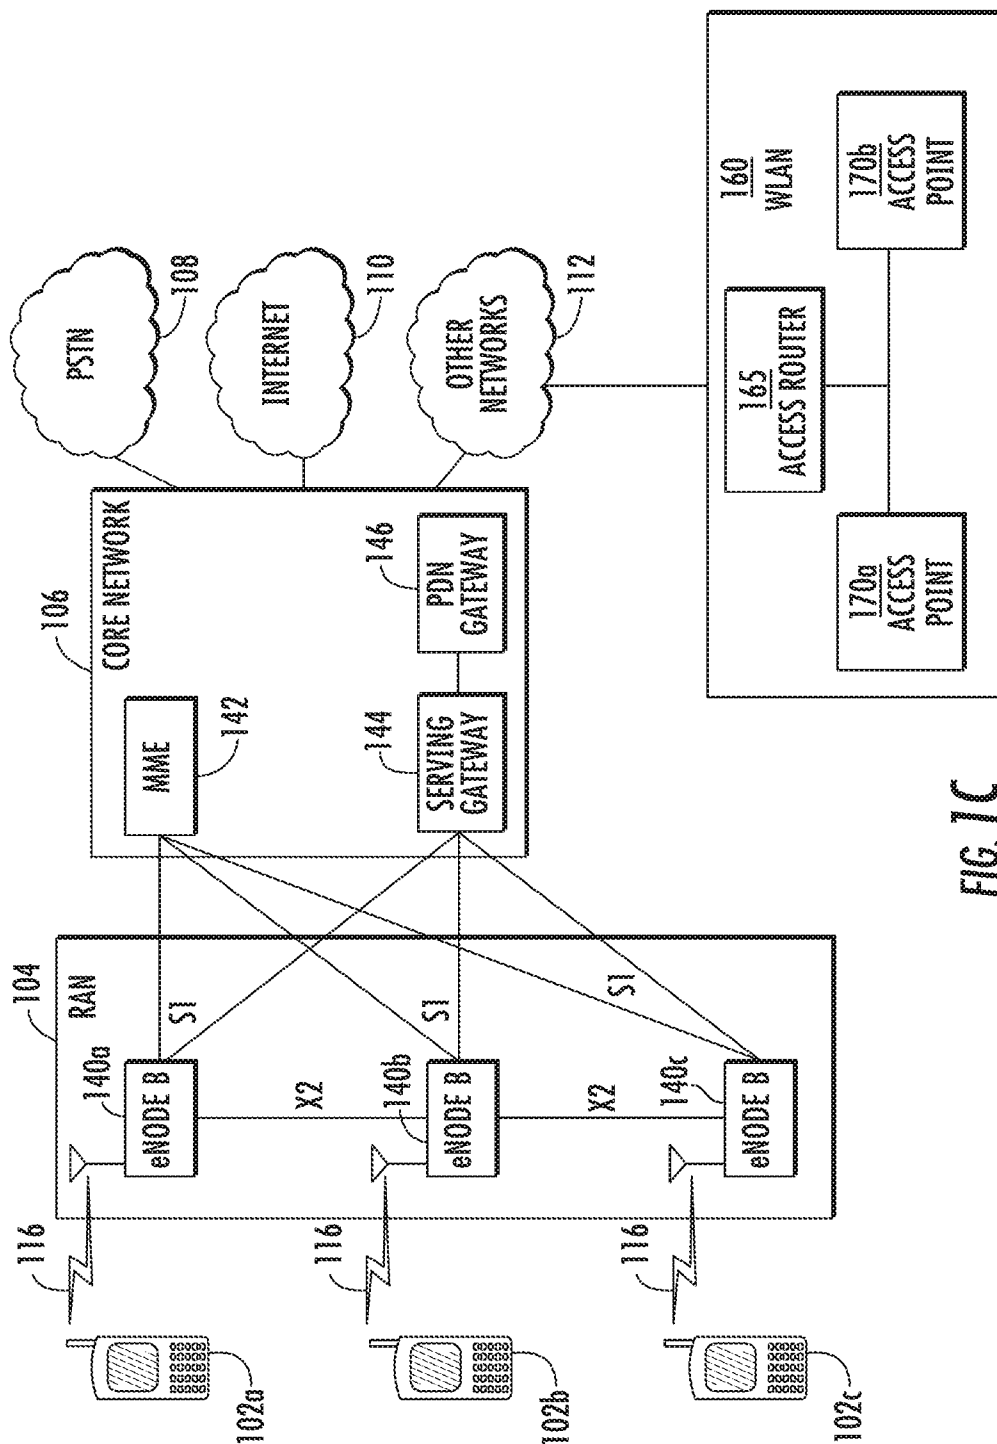 102a
102b
102c
116
116
116
104
RAN
140a
eNODE B
X2
140b
eNODE B
X2
140c
eNODE B
S1
S1
S1
106
CORE NETWORK
MME
142
144
SERVING
GATEWAY
146
PDN
GATEWAY
PSTN
108
INTERNET
110
OTHER
NETWORKS
112
160
WLAN
165
ACCESS ROUTER
170a
ACCESS
POINT
170b
ACCESS
POINT
FIG. 1C